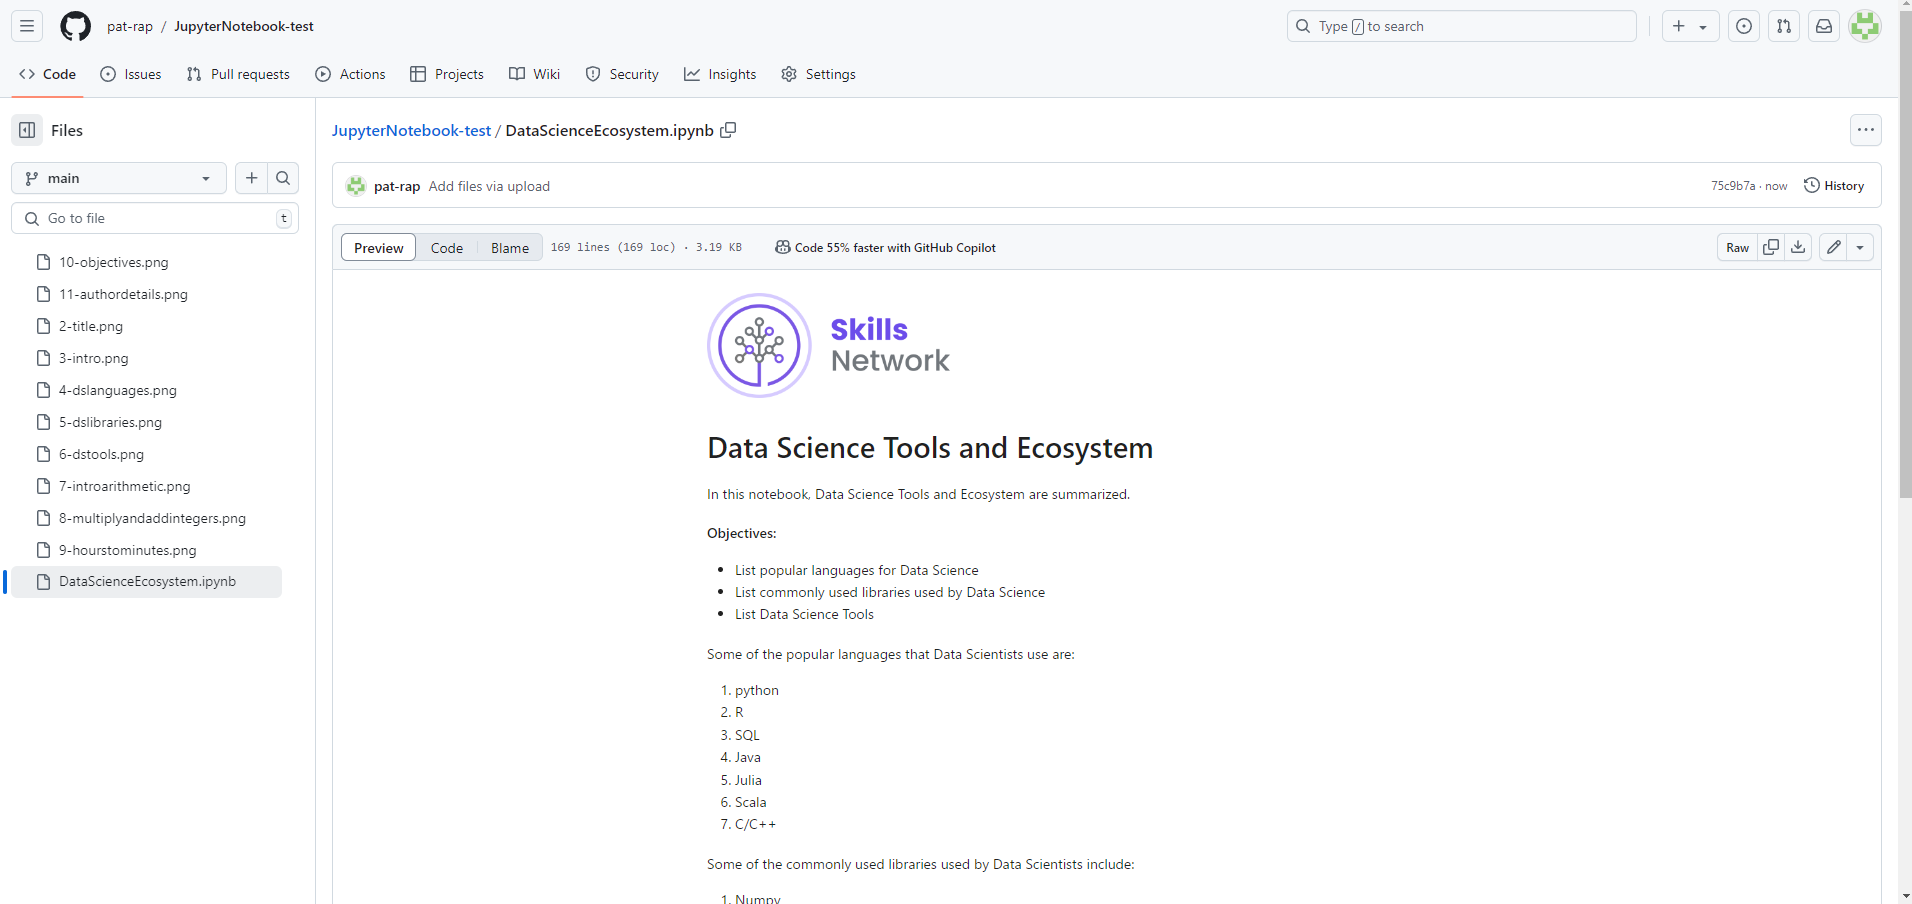 pat-rap / JupyterNotebook-test
Type / to search
Code Issues Pull requests Actions Projects Wiki Security Insights Settings
Files
main
Go to file t
10-objectives.png
11-authordetails.png
2-title.png
3-intro.png
4-dslanguages.png
5-dslibraries.png
6-dstools.png
7-introarithmetic.png
8-multiplyandaddintegers.png
9-hourstominutes.png
DataScienceEcosystem.ipynb
JupyterNotebook-test / DataScienceEcosystem.ipynb
pat-rap Add files via upload 75c9b7a · now History
Preview Code Blame 169 lines (169 loc) · 3.19 KB Code 55% faster with GitHub Copilot Raw
Skills
Network
Data Science Tools and Ecosystem
In this notebook, Data Science Tools and Ecosystem are summarized.
Objectives:
• List popular languages for Data Science
• List commonly used libraries used by Data Science
• List Data Science Tools
Some of the popular languages that Data Scientists use are:
1. python
2. R
3. SQL
4. Java
5. Julia
6. Scala
7. C/C++
Some of the commonly used libraries used by Data Scientists include:
1. Numpy